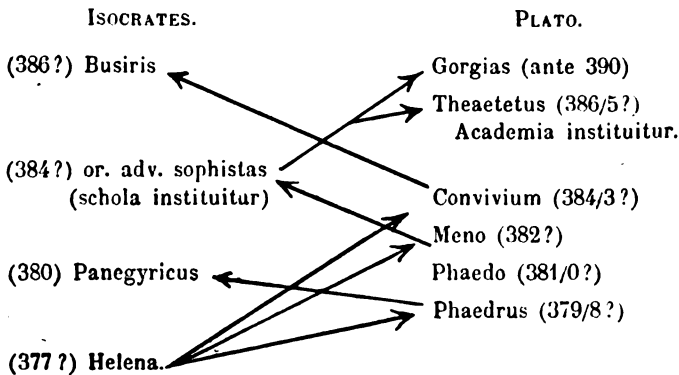 ISOCRATES.
(386?) Busiris
(384?) or. adv. sophistas
(schola instituitur)
(380) Panegyricus
(377?) Helena.
PLATO.
Gorgias (ante 390)
Theaetetus (386/5?)
Academia instituitur.
Convivium (384/3?)
Meno (382?)
Phaedo (381/0?)
Phaedrus (379/8?)